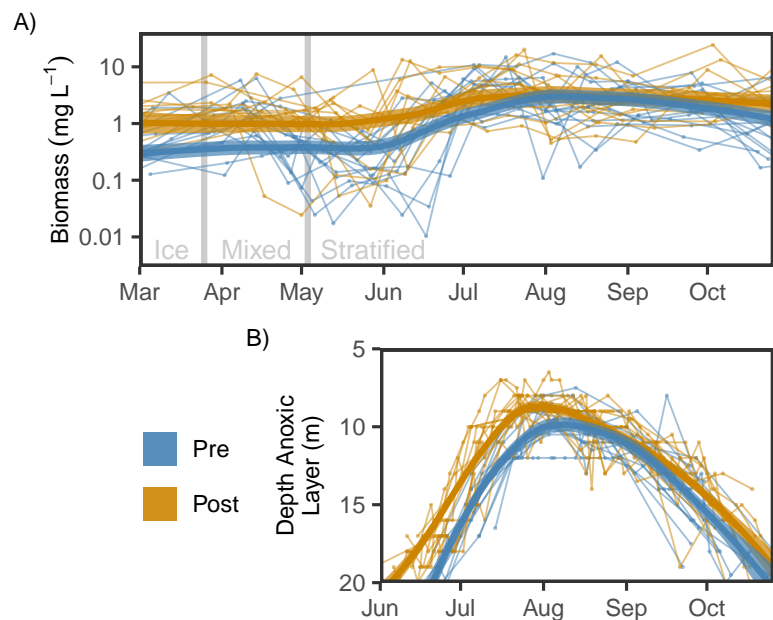 A)
Biomass (mg L⁻¹)
10
1
0.1
0.01
Ice Mixed Stratified
Mar Apr May Jun Jul Aug Sep Oct
B)
Depth Anoxic
Layer (m)
5
10
15
20
Jun Jul Aug Sep Oct
Pre
Post